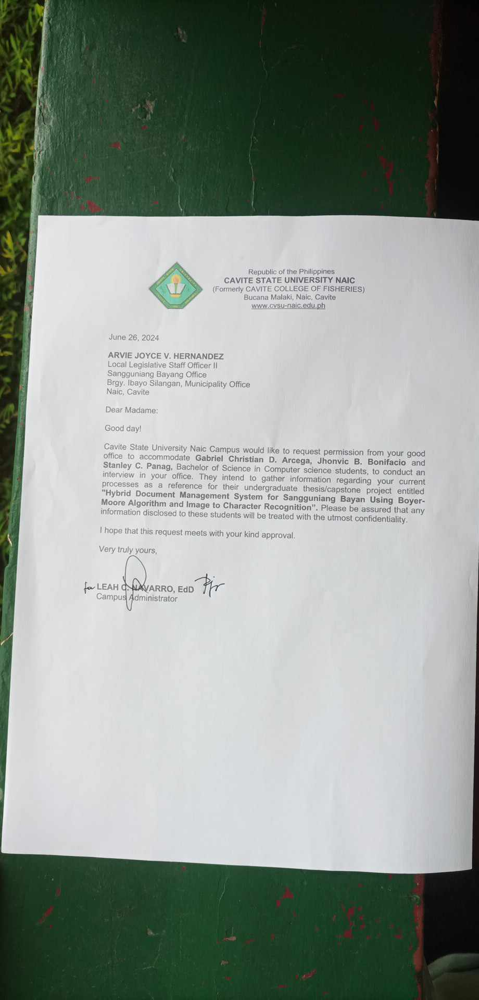 Republic of the Philippines
CAVITE STATE UNIVERSITY NAIC
(Formerly CAVITE COLLEGE OF FISHERIES)
Bucana Malaki, Naic, Cavite
www.cvsu-naic.edu.ph
June 26, 2024
ARVIE JOYCE V. HERNANDEZ
Local Legislative Staff Officer II
Sangguniang Bayang Office
Brgy. Ibayo Silangan, Municipality Office
Naic, Cavite
Dear Madame:
Good day!
Cavite State University Naic Campus would like to request permission from your good
office to accommodate Gabriel Christian D. Arcega, Jhonvic B. Bonifacio and
Stanley C. Panag, Bachelor of Science in Computer science students, to conduct an
interview in your office. They intend to gather information regarding your current
processes as a reference for their undergraduate thesis/capstone project entitled
"Hybrid Document Management System for Sangguniang Bayan Using Boyer-
Moore Algorithm and Image to Character Recognition". Please be assured that any
information disclosed to these students will be treated with the utmost confidentiality.
I hope that this request meets with your kind approval.
Very truly yours,
for LEAH C. NAVARRO, EdD
Campus Administrator